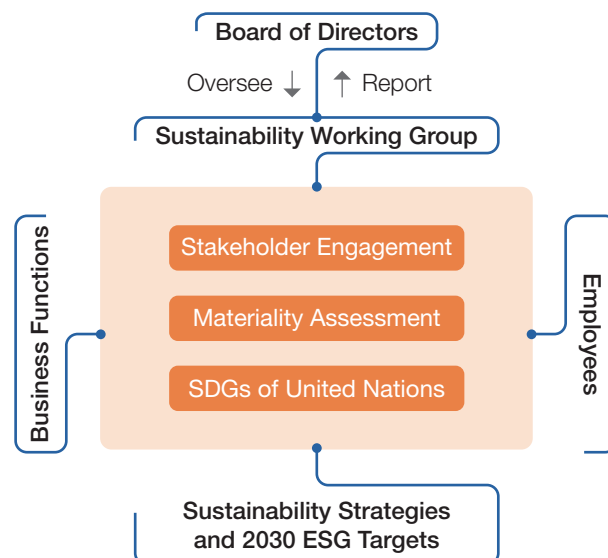 Board of Directors
Oversee ↓ ↑ Report
Sustainability Working Group
Business Functions
Stakeholder Engagement
Materiality Assessment
SDGs of United Nations
Employees
Sustainability Strategies
and 2030 ESG Targets